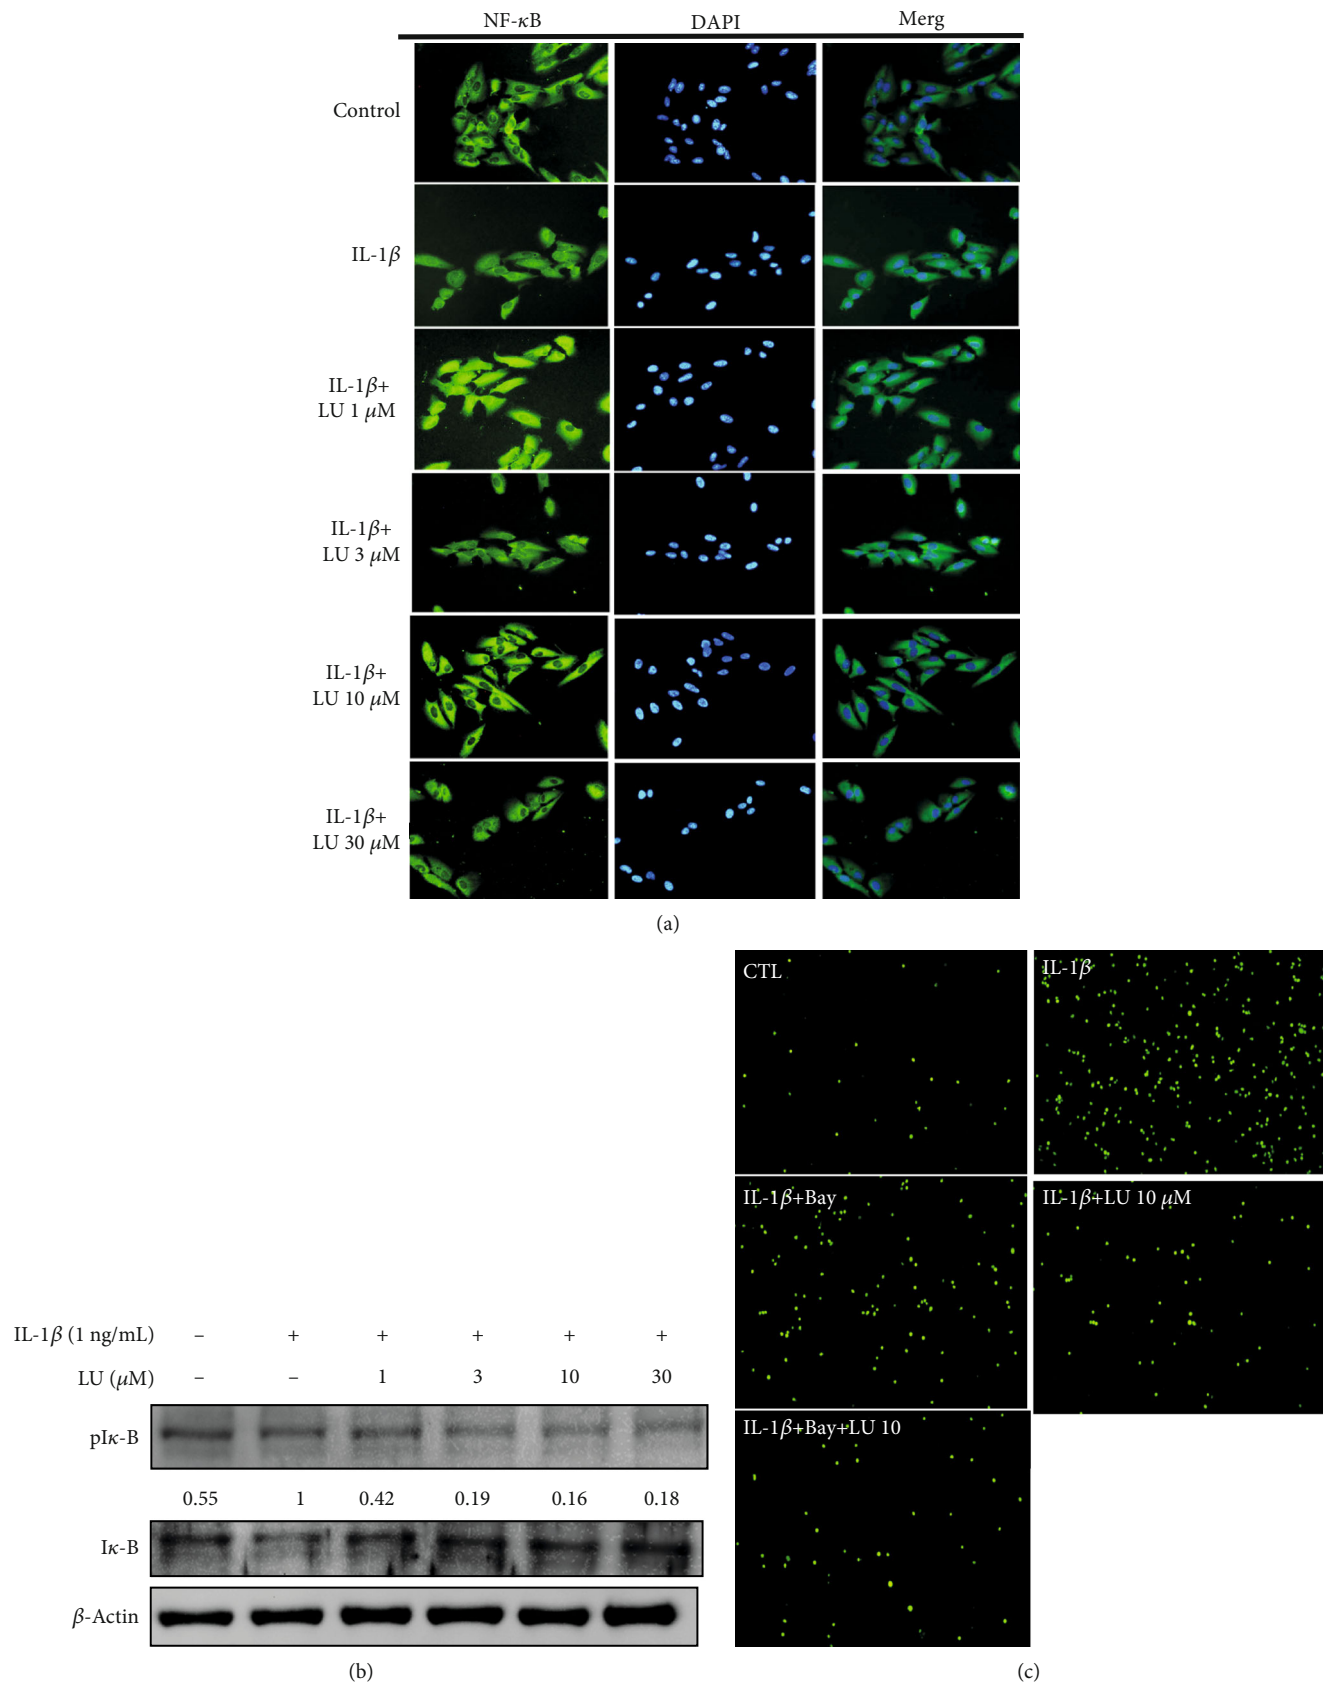 NF-κB DAPI Merg
Control
IL-1β
IL-1β+
LU 1 μM
IL-1β+
LU 3 μM
IL-1β+
LU 10 μM
IL-1β+
LU 30 μM
(a)
IL-1β (1 ng/mL) – + + + + +
LU (μM) – – 1 3 10 30
pIκ-B
0.55 1 0.42 0.19 0.16 0.18
Iκ-B
β-Actin
(b)
CTL IL-1β
IL-1β+Bay IL-1β+LU 10 μM
IL-1β+Bay+LU 10
(c)